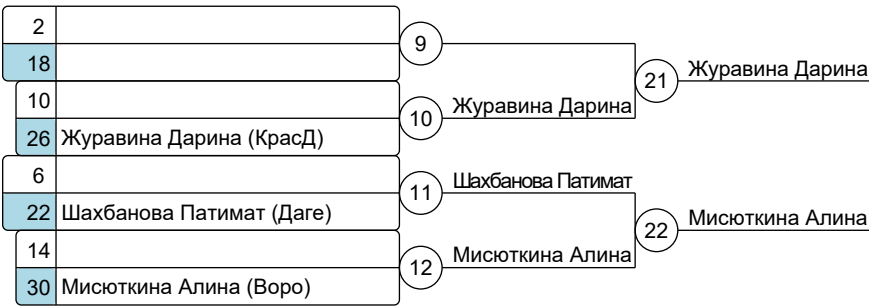 2
18
9
10
26 Журавина Дарина (КрасД)
10
Журавина Дарина
21
Журавина Дарина
6
22 Шахбанова Патимат (Даге)
11
Шахбанова Патимат
14
30 Мисюткина Алина (Воро)
12
Мисюткина Алина
22
Мисюткина Алина